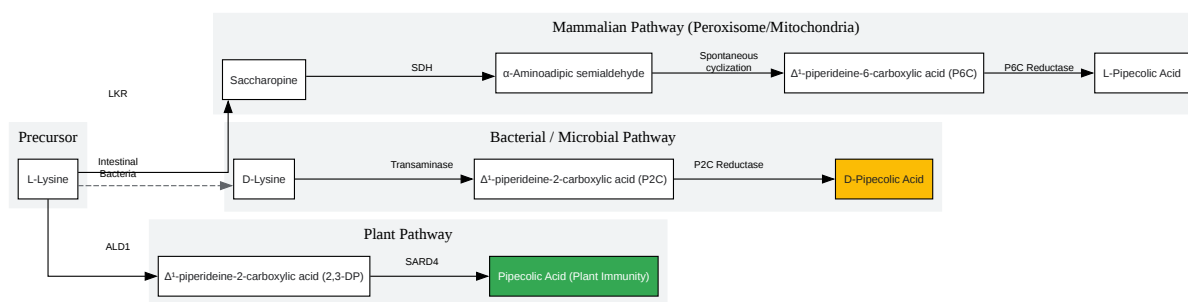 Mammalian Pathway (Peroxisome/Mitochondria)
Saccharopine
SDH
α-Aminoadipic semialdehyde
Spontaneous
cyclization
Δ¹-piperideine-6-carboxylic acid (P6C)
P6C Reductase
L-Pipecolic Acid
LKR
Precursor
L-Lysine
Intestinal
Bacteria
Bacterial / Microbial Pathway
D-Lysine
Transaminase
Δ¹-piperideine-2-carboxylic acid (P2C)
P2C Reductase
D-Pipecolic Acid
Plant Pathway
ALD1
Δ¹-piperideine-2-carboxylic acid (2,3-DP)
SARD4
Pipecolic Acid (Plant Immunity)